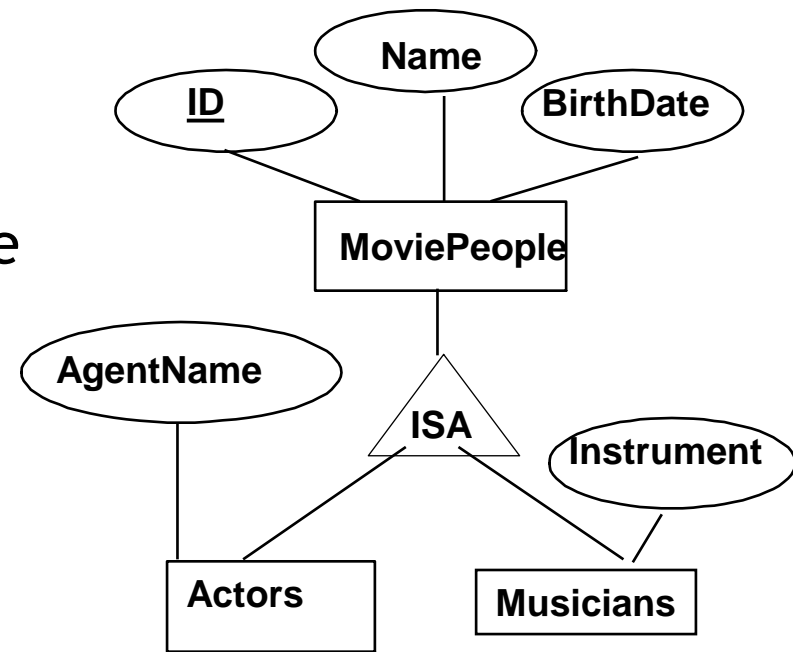 Name
ID
BirthDate
e
MoviePeople
AgentName
ISA
Instrument
Actors
Musicians